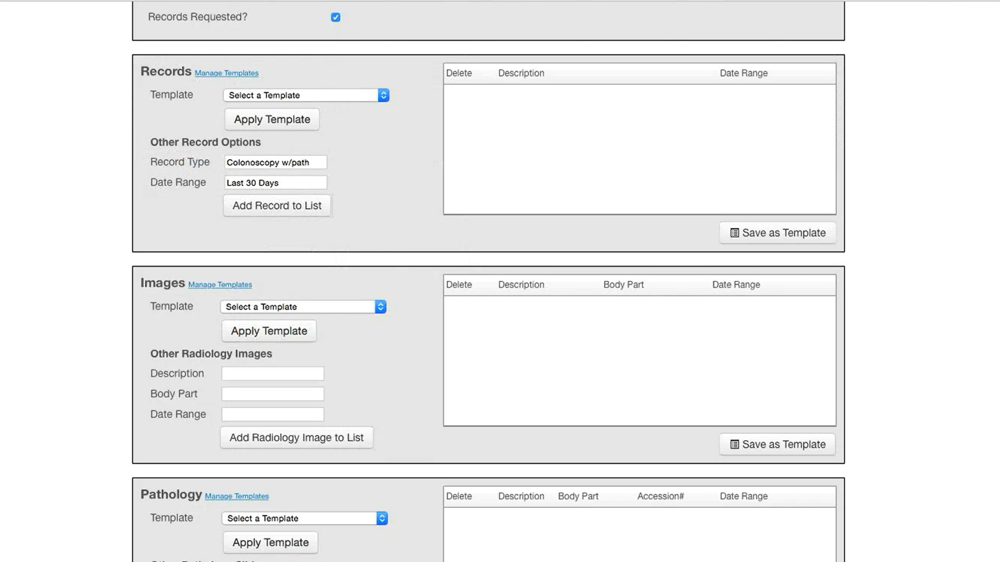 Records Requested?
Records Manage Templates
Delete Description Date Range
Template Select a Template
Apply Template
Other Record Options
Record Type Colonoscopy w/path
Date Range Last 30 Days
Add Record to List
Save as Template
Images Manage Templates
Delete Description Body Part Date Range
Template Select a Template
Apply Template
Other Radiology Images
Description
Body Part
Date Range
Add Radiology Image to List
Save as Template
Pathology Manage Templates
Delete Description Body Part Accession# Date Range
Template Select a Template
Apply Template